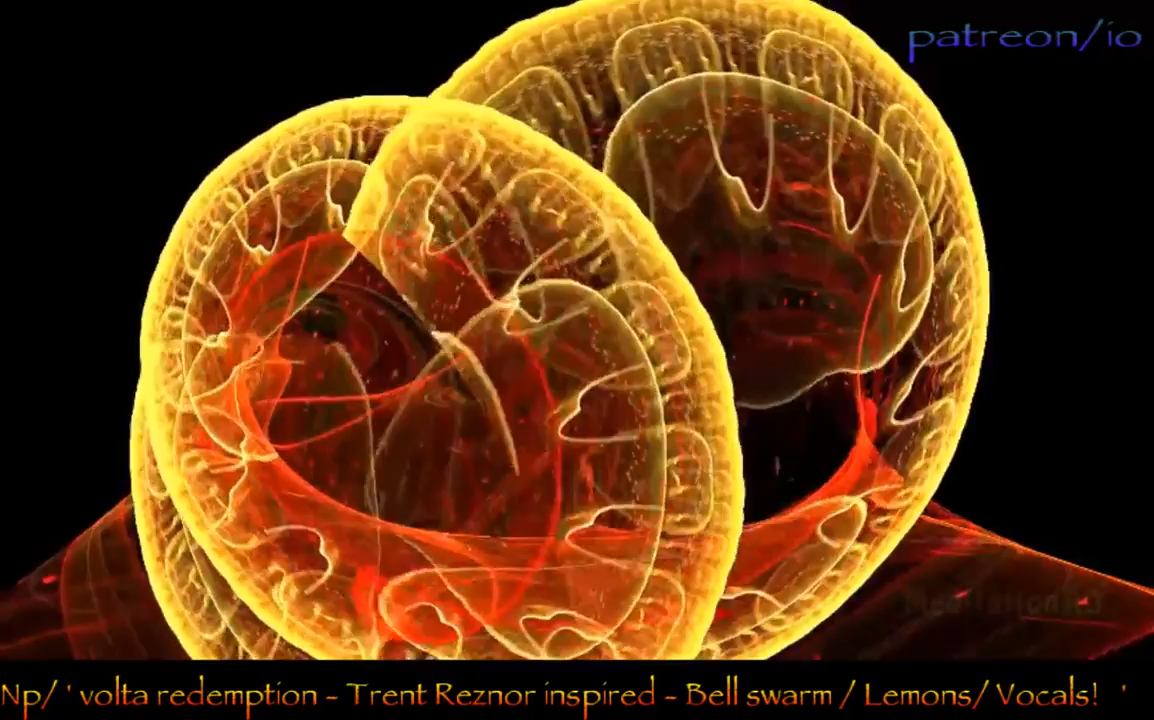 patreon/io
Np/ ' volta redemption - Trent Reznor inspired - Bell swarm / Lemons/ Vocals!  '